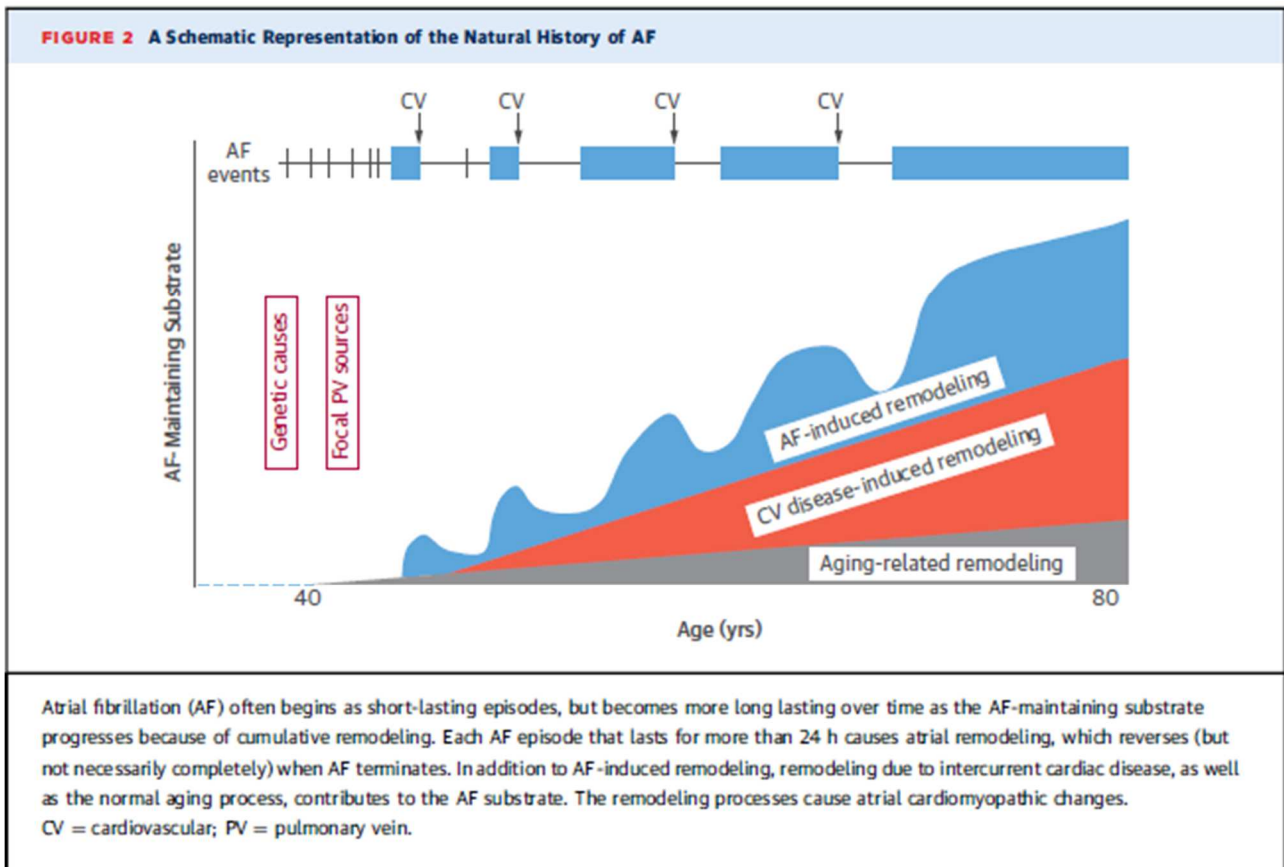 FIGURE 2 A Schematic Representation of the Natural History of AF
CV CV CV CV
AF
events
AF-Maintaining Substrate
Genetic causes
Focal PV sources
AF-induced remodeling
CV disease-induced remodeling
Aging-related remodeling
40 80
Age (yrs)
Atrial fibrillation (AF) often begins as short-lasting episodes, but becomes more long lasting over time as the AF-maintaining substrate
progresses because of cumulative remodeling. Each AF episode that lasts for more than 24 h causes atrial remodeling, which reverses (but
not necessarily completely) when AF terminates. In addition to AF-induced remodeling, remodeling due to intercurrent cardiac disease, as well
as the normal aging process, contributes to the AF substrate. The remodeling processes cause atrial cardiomyopathic changes.
CV = cardiovascular; PV = pulmonary vein.